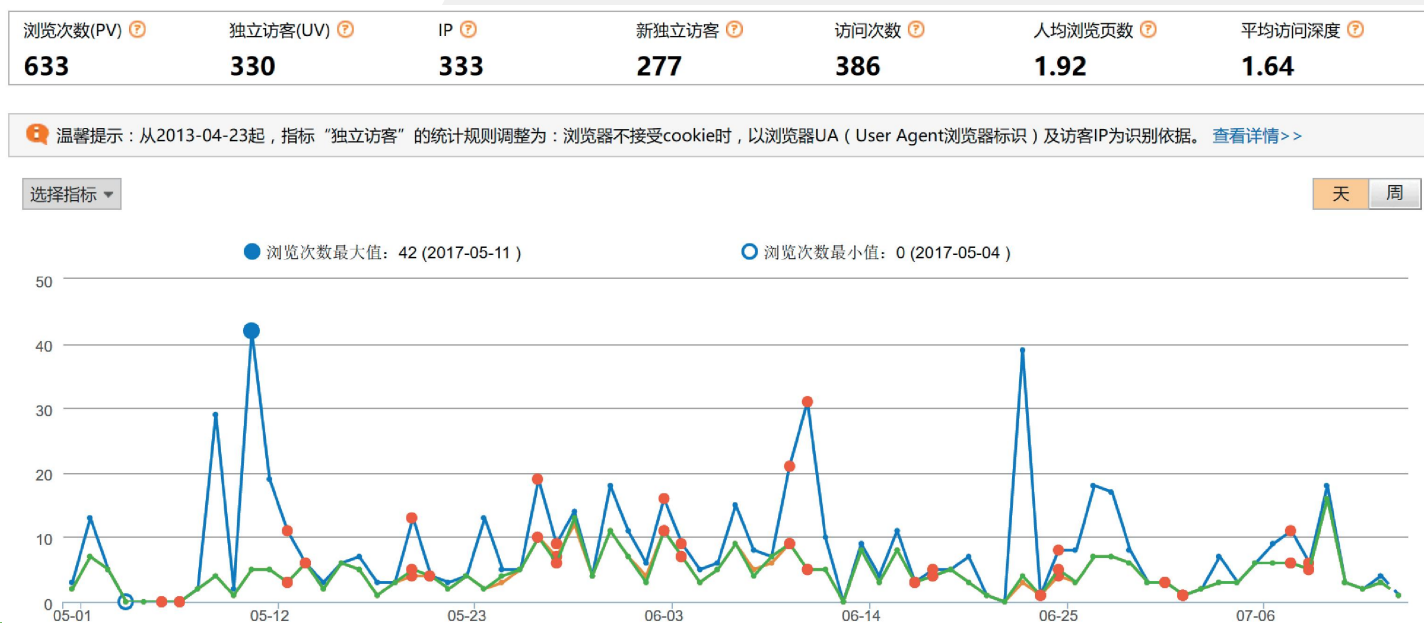 浏览次数(PV) ? 独立访客(UV) ? IP ? 新独立访客 ? 访问次数 ? 人均浏览页数 ? 平均访问深度 ?
633 330 333 277 386 1.92 1.64
温馨提示：从2013-04-23起，指标“独立访客”的统计规则调整为：浏览器不接受cookie时，以浏览器UA（User Agent浏览器标识）及访客IP为识别依据。 查看详情>>
选择指标 天 周
浏览次数最大值：42 (2017-05-11 ) 浏览次数最小值：0 (2017-05-04 )
50
40
30
20
10
0
05-01 05-12 05-23 06-03 06-14 06-25 07-06